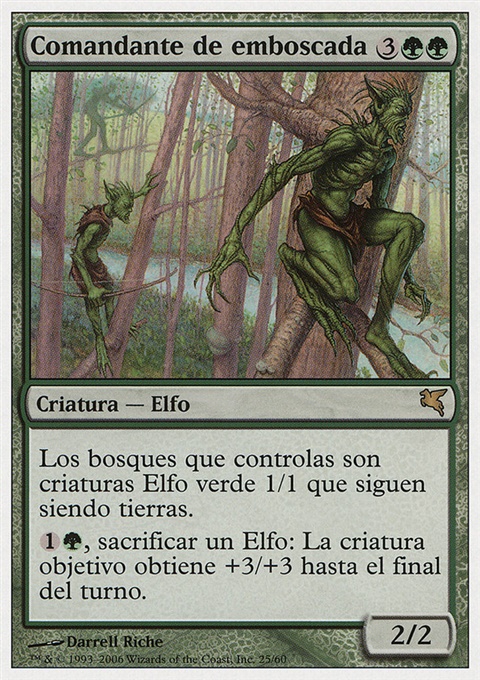 Comandante de emboscada 3
Criatura — Elfo
Los bosques que controlas son
criaturas Elfo verde 1/1 que siguen
siendo tierras.
1, sacrificar un Elfo: La criatura
objetivo obtiene +3/+3 hasta el final
del turno.
Darrell Riche
2/2
™ & © 1993–2006 Wizards of the Coast, Inc. 25/60